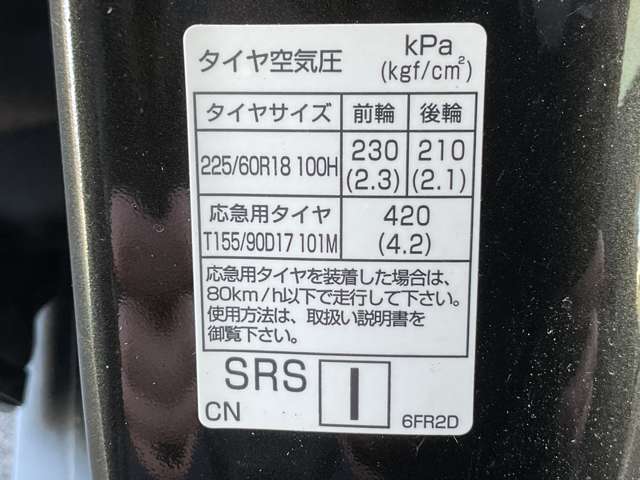 タイヤ空気圧 kPa
(kgf/cm²)
タイヤサイズ 前輪 後輪
225/60R18 100H 230 210
(2.3) (2.1)
応急用タイヤ 420
T155/90D17 101M (4.2)
応急用タイヤを装着した場合は、
80km/h以下で走行して下さい。
使用方法は、取扱い説明書を
御覧下さい。
SRS I
CN 6FR2D